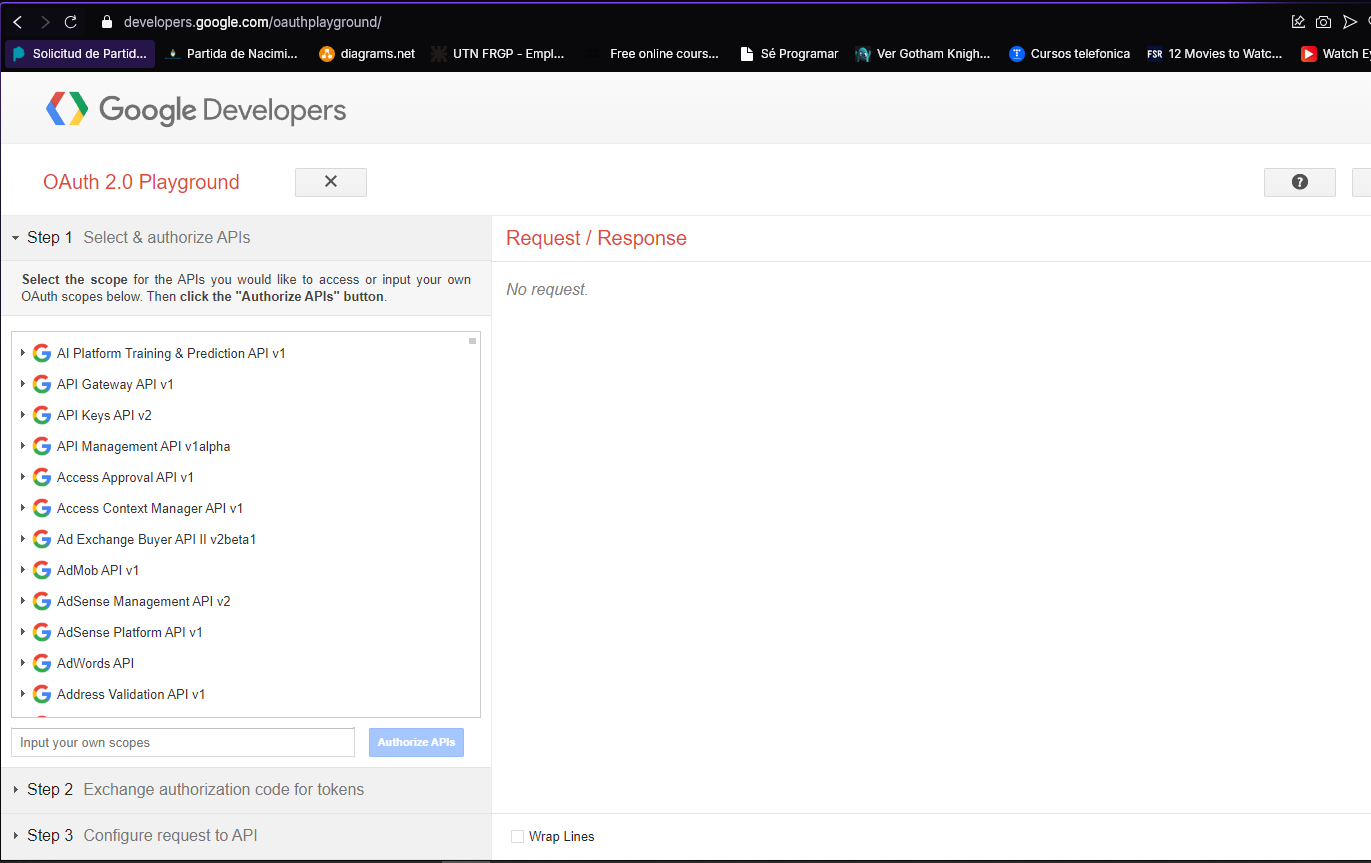 developers.google.com/oauthplayground/
Solicitud de Partid... Partida de Nacimi... diagrams.net UTN FRGP - Empl... Free online cours... Sé Programar Ver Gotham Knigh... Cursos telefonica FSR 12 Movies to Watc... Watch
Google Developers
OAuth 2.0 Playground
Step 1 Select & authorize APIs
Select the scope for the APIs you would like to access or input your own
OAuth scopes below. Then click the "Authorize APIs" button.
AI Platform Training & Prediction API v1
API Gateway API v1
API Keys API v2
API Management API v1alpha
Access Approval API v1
Access Context Manager API v1
Ad Exchange Buyer API II v2beta1
AdMob API v1
AdSense Management API v2
AdSense Platform API v1
AdWords API
Address Validation API v1
Input your own scopes
Authorize APIs
Step 2 Exchange authorization code for tokens
Step 3 Configure request to API
Request / Response
No request.
Wrap Lines